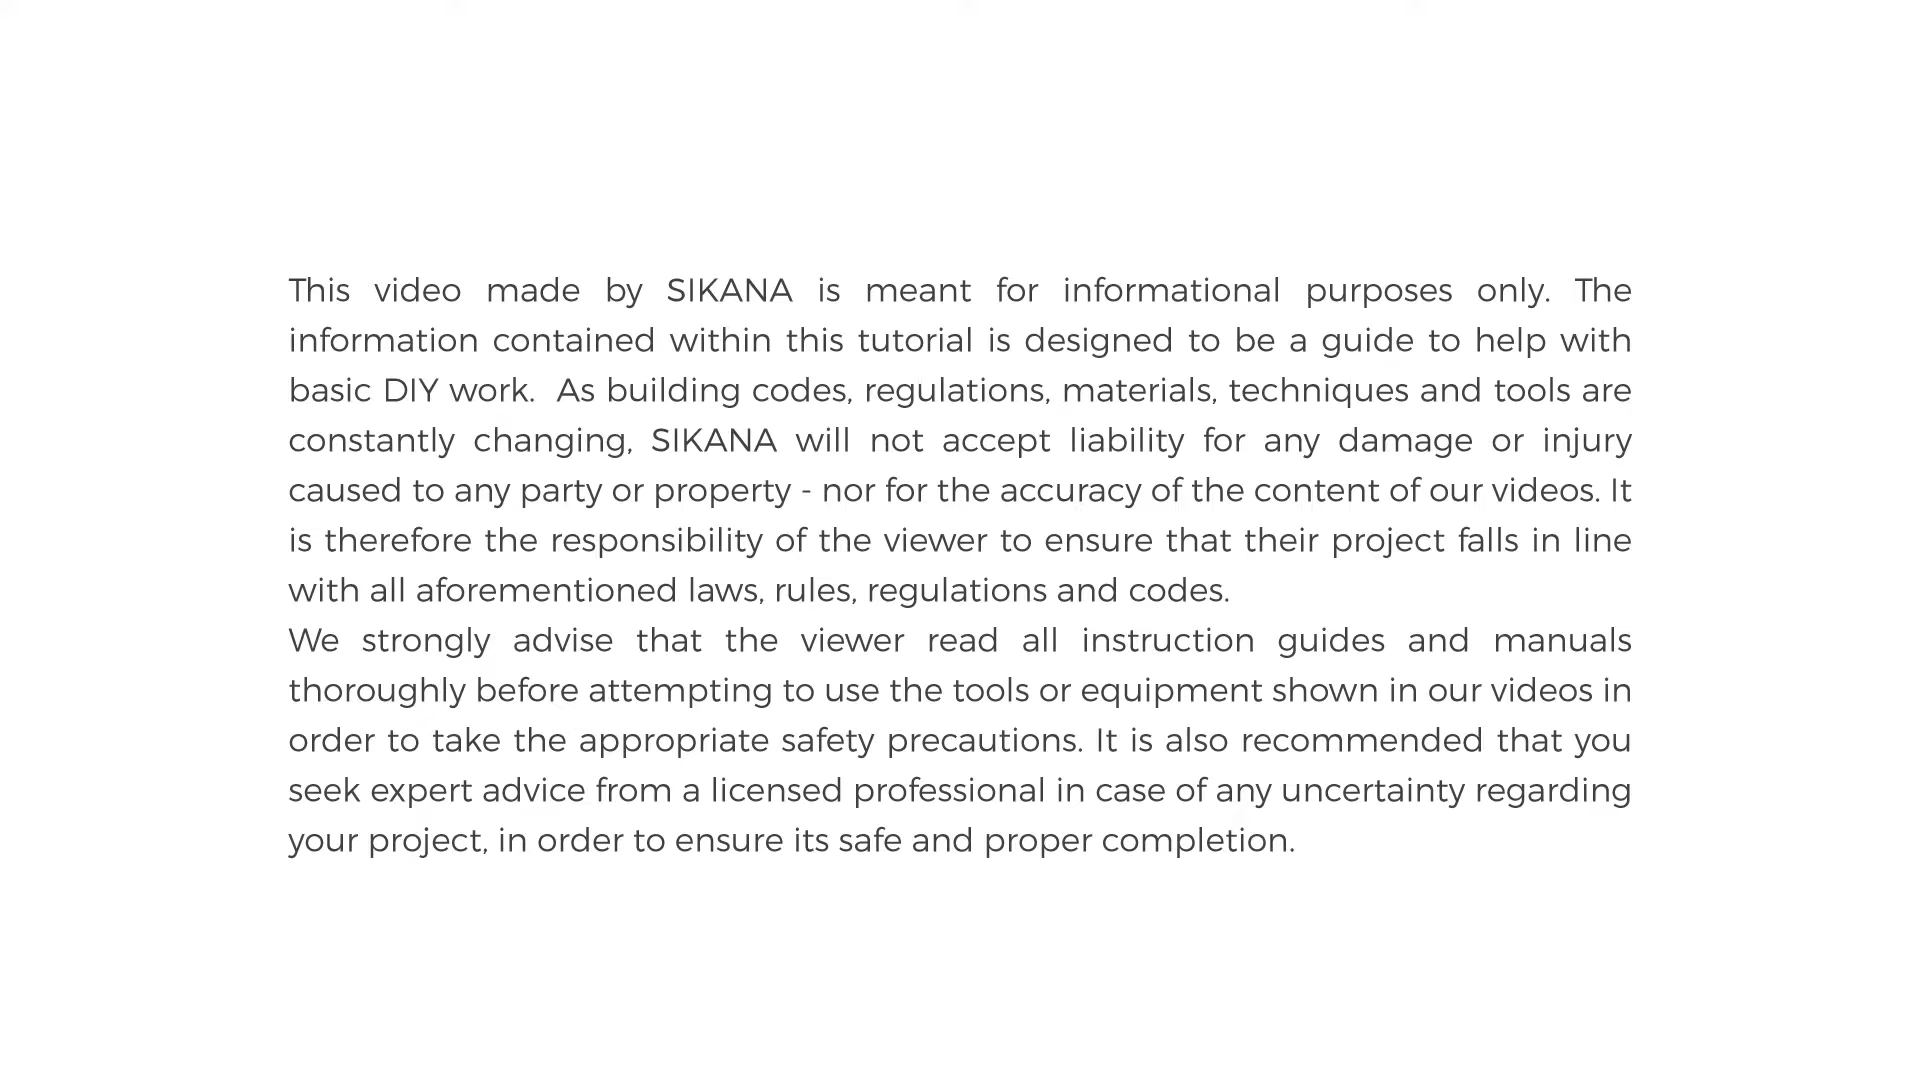 This video made by SIKANA is meant for informational purposes only. The
information contained within this tutorial is designed to be a guide to help with
basic DIY work.  As building codes, regulations, materials, techniques and tools are
constantly changing, SIKANA will not accept liability for any damage or injury
caused to any party or property - nor for the accuracy of the content of our videos. It
is therefore the responsibility of the viewer to ensure that their project falls in line
with all aforementioned laws, rules, regulations and codes.
We strongly advise that the viewer read all instruction guides and manuals
thoroughly before attempting to use the tools or equipment shown in our videos in
order to take the appropriate safety precautions. It is also recommended that you
seek expert advice from a licensed professional in case of any uncertainty regarding
your project, in order to ensure its safe and proper completion.